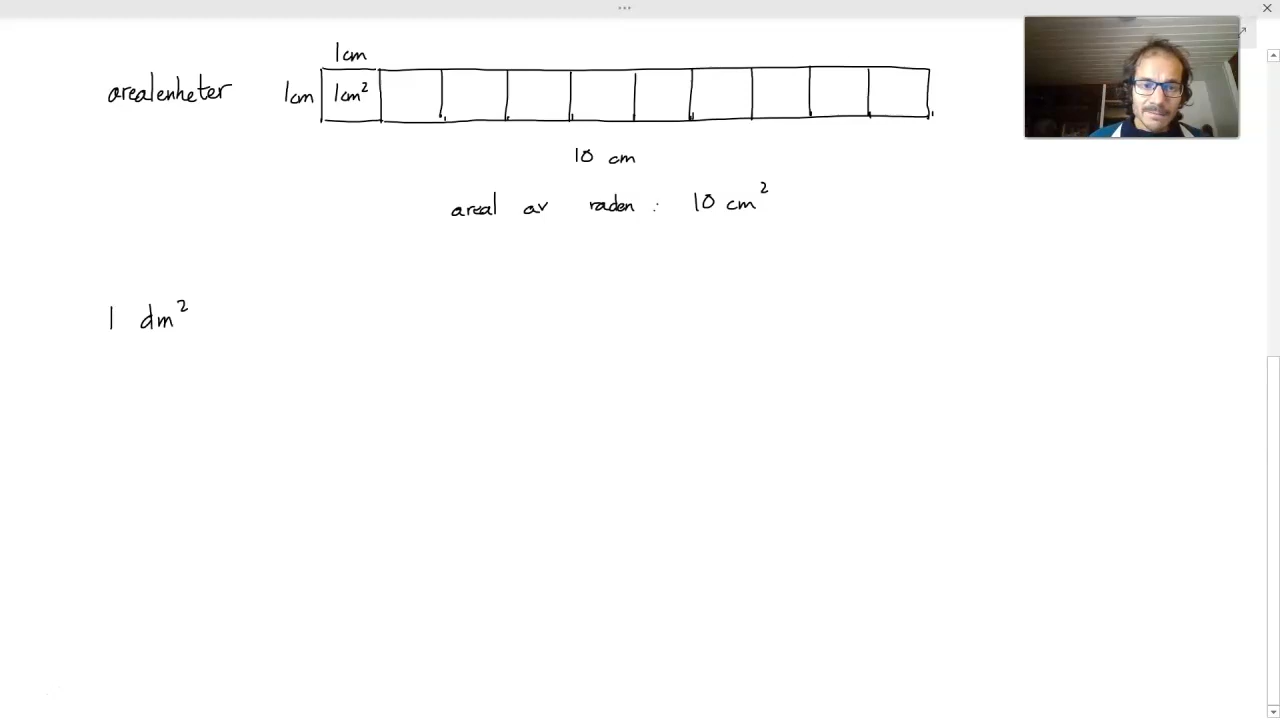 1cm
arealenheter 1cm 1cm²
10 cm
areal av raden : 10 cm²
1 dm²